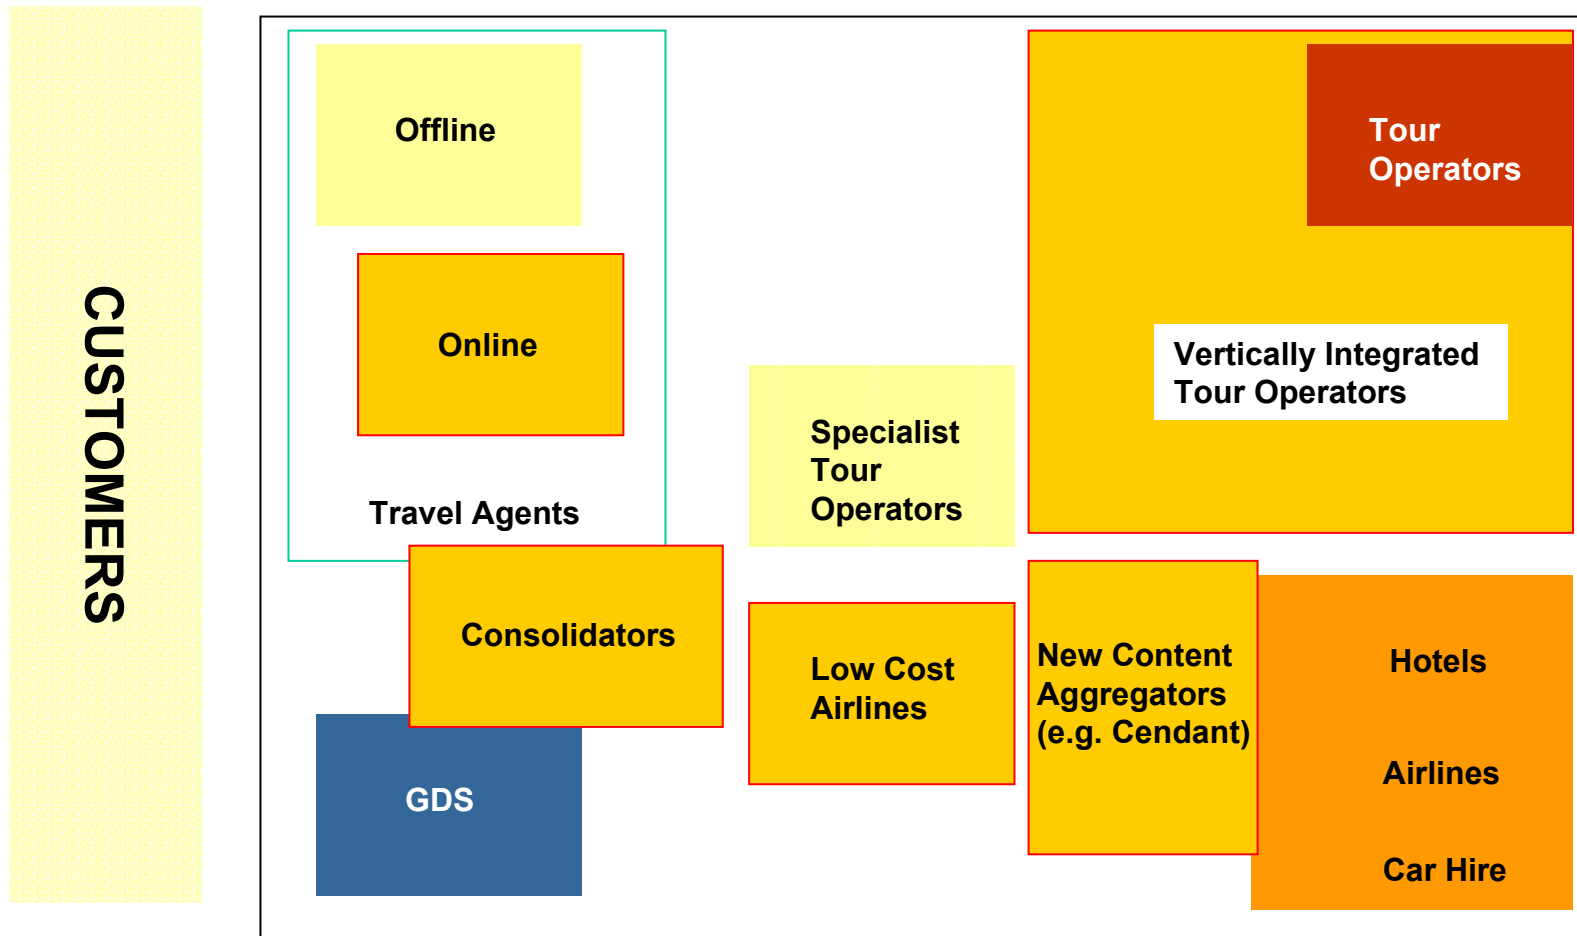 CUSTOMERS
Offline
Online
Travel Agents
Consolidators
GDS
Specialist
Tour
Operators
Low Cost
Airlines
Tour
Operators
Vertically Integrated
Tour Operators
New Content
Aggregators
(e.g. Cendant)
Hotels
Airlines
Car Hire